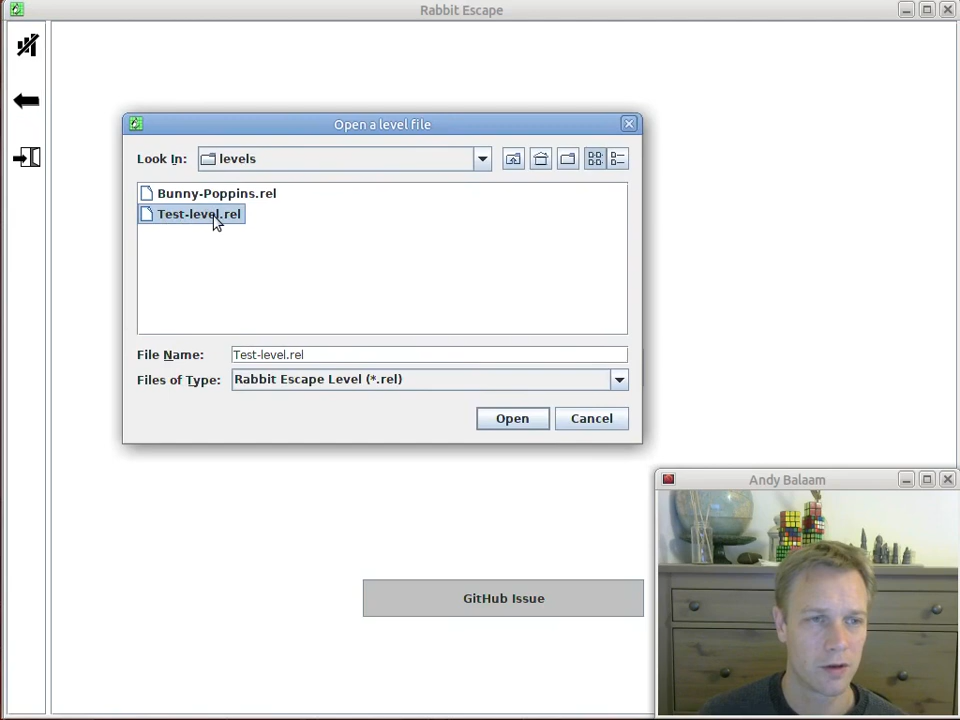 Rabbit Escape
Open a level file
Look In: levels
Bunny-Poppins.rel
Test-level.rel
File Name: Test-level.rel
Files of Type: Rabbit Escape Level (*.rel)
Open Cancel
Andy Balaam
GitHub Issue